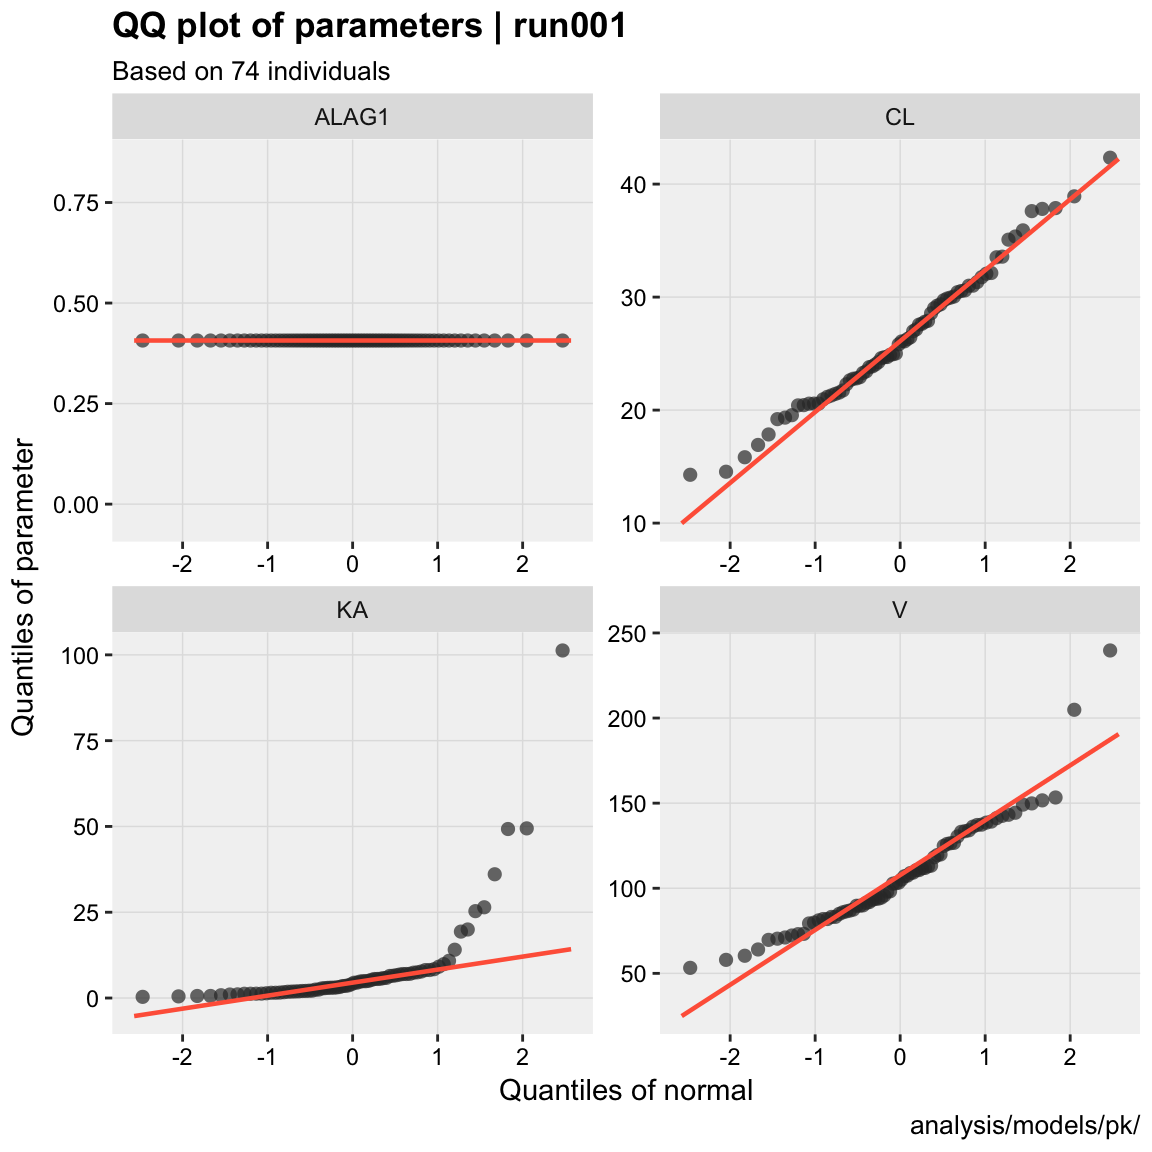 QQ plot of parameters | run001
Based on 74 individuals
ALAG1
CL
0.75
0.50
0.25
0.00
40
30
20
10
-2 -1 0 1 2
-2 -1 0 1 2
Quantiles of parameter
KA
V
100
75
50
25
0
250
200
150
100
50
-2 -1 0 1 2
-2 -1 0 1 2
Quantiles of normal
analysis/models/pk/